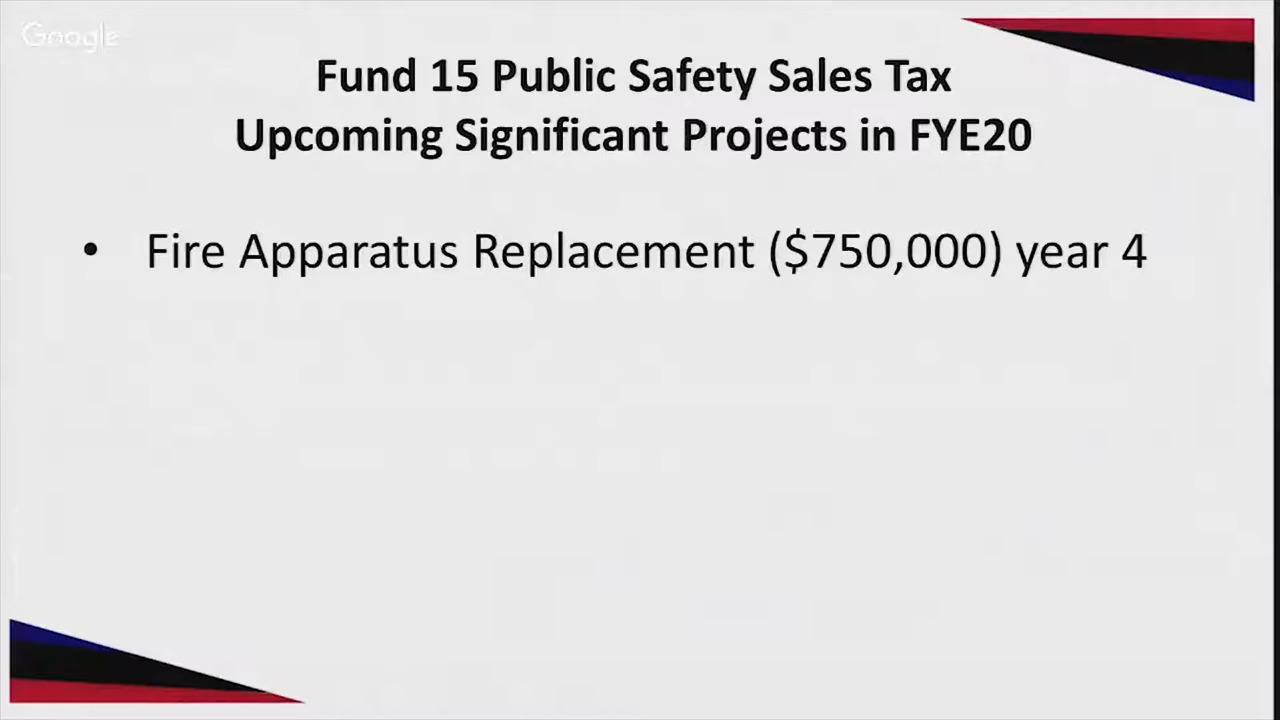 Google
Fund 15 Public Safety Sales Tax
Upcoming Significant Projects in FYE20
• Fire Apparatus Replacement ($750,000) year 4